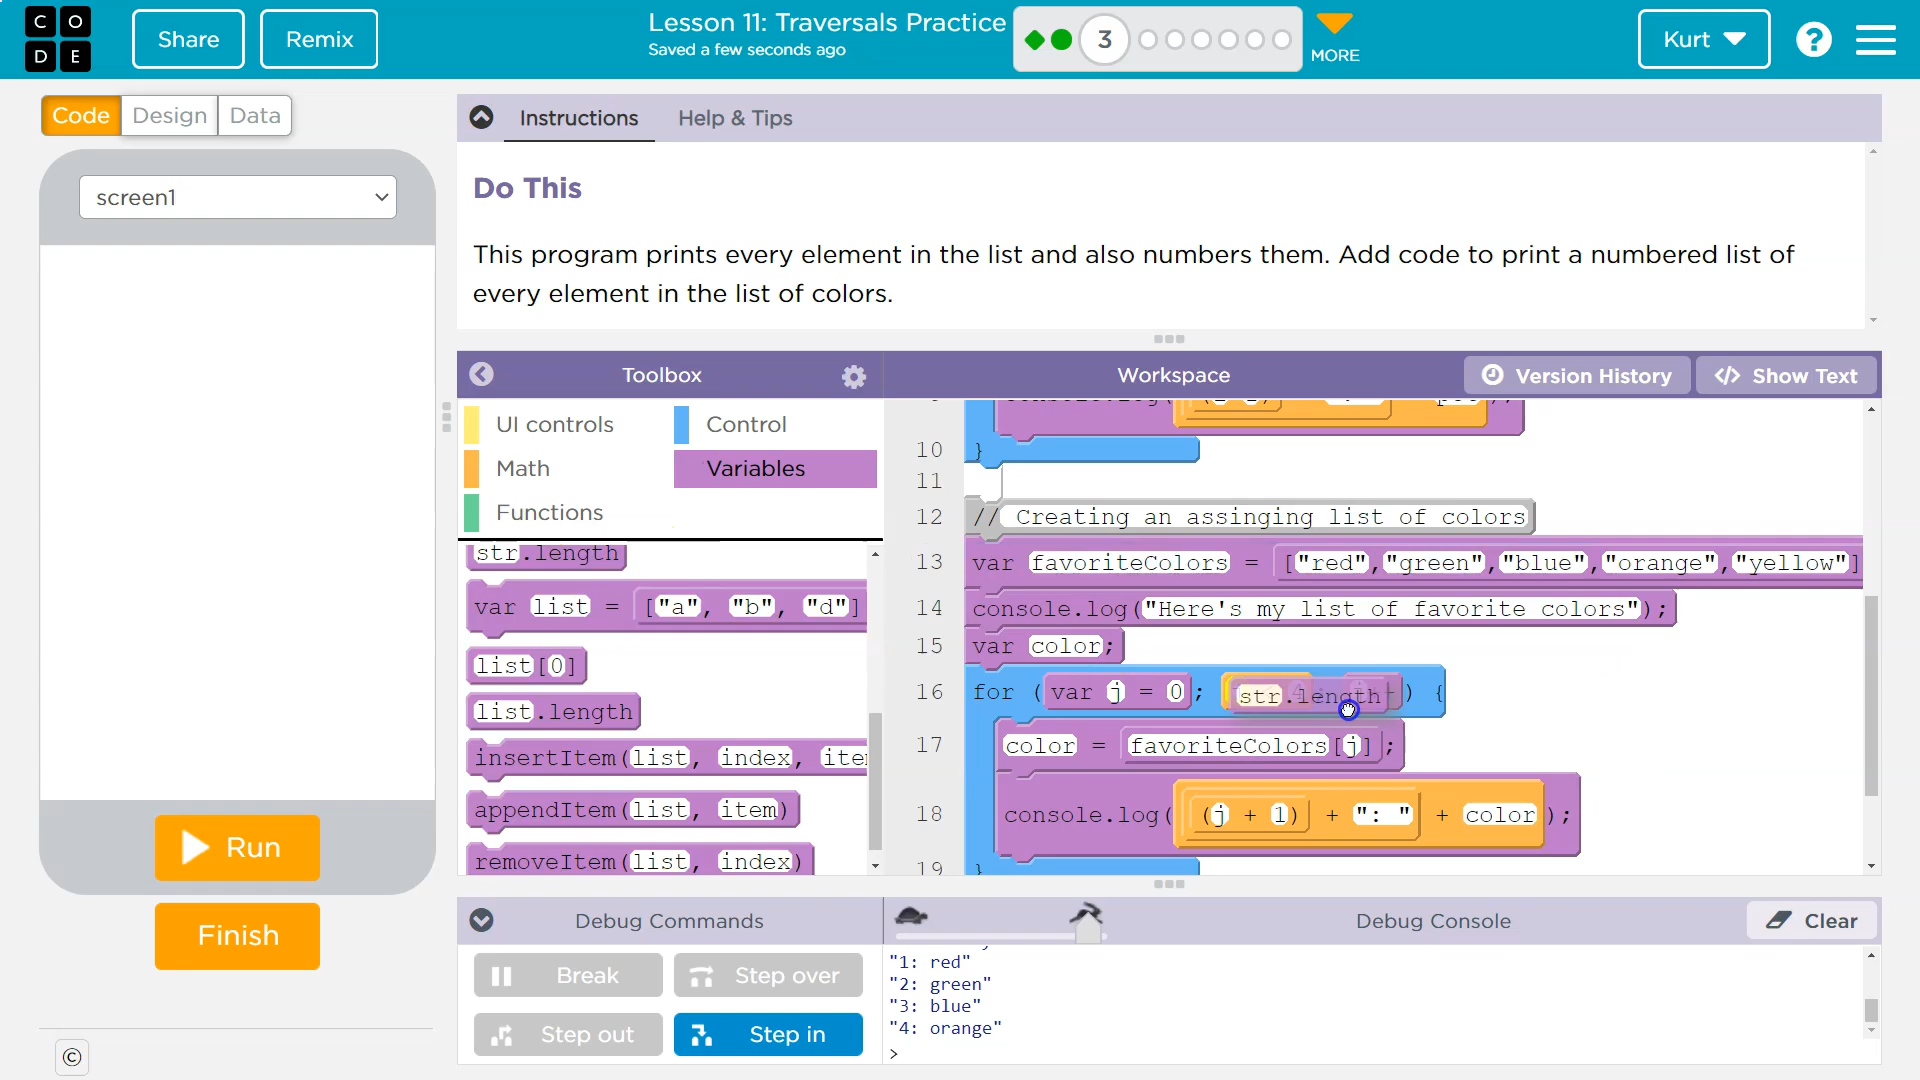 C O
D E
Share
Remix
Lesson 11: Traversals Practice
Saved a few seconds ago
3
MORE
Kurt
?
Code
Design
Data
Instructions
Help & Tips
screen1
Do This
This program prints every element in the list and also numbers them. Add code to print a numbered list of
every element in the list of colors.
Toolbox
Workspace
Version History
</> Show Text
UI controls
Control
Math
Variables
Functions
str.length
var list = ["a", "b", "d"]
list[0]
list.length
insertItem(list, index, ite
appendItem(list, item)
removeItem(list, index)
10 }
11
12 // Creating an assinging list of colors
13 var favoriteColors = ["red","green","blue","orange","yellow"]
14 console.log("Here's my list of favorite colors");
15 var color;
16 for (var j = 0; str.length) {
17 color = favoriteColors[j];
18 console.log((j + 1) + ": " + color);
19 }
Run
Finish
Debug Commands
Debug Console
Clear
Break
Step over
Step out
Step in
"1: red"
"2: green"
"3: blue"
"4: orange"
>
©